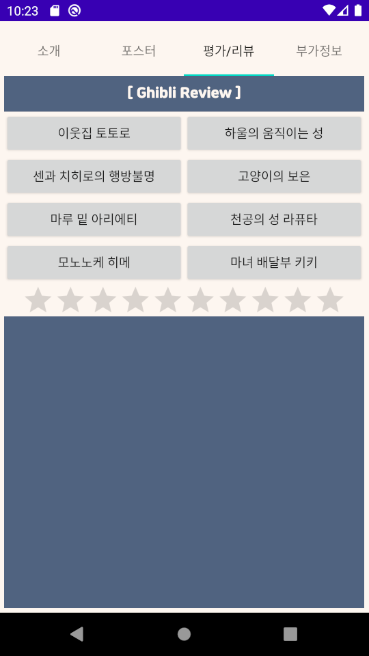 10:23
소개 포스터 평가/리뷰 부가정보
[ Ghibli Review ]
이웃집 토토로 하울의 움직이는 성
센과 치히로의 행방불명 고양이의 보은
마루 밑 아리에티 천공의 성 라퓨타
모노노케 히메 마녀 배달부 키키